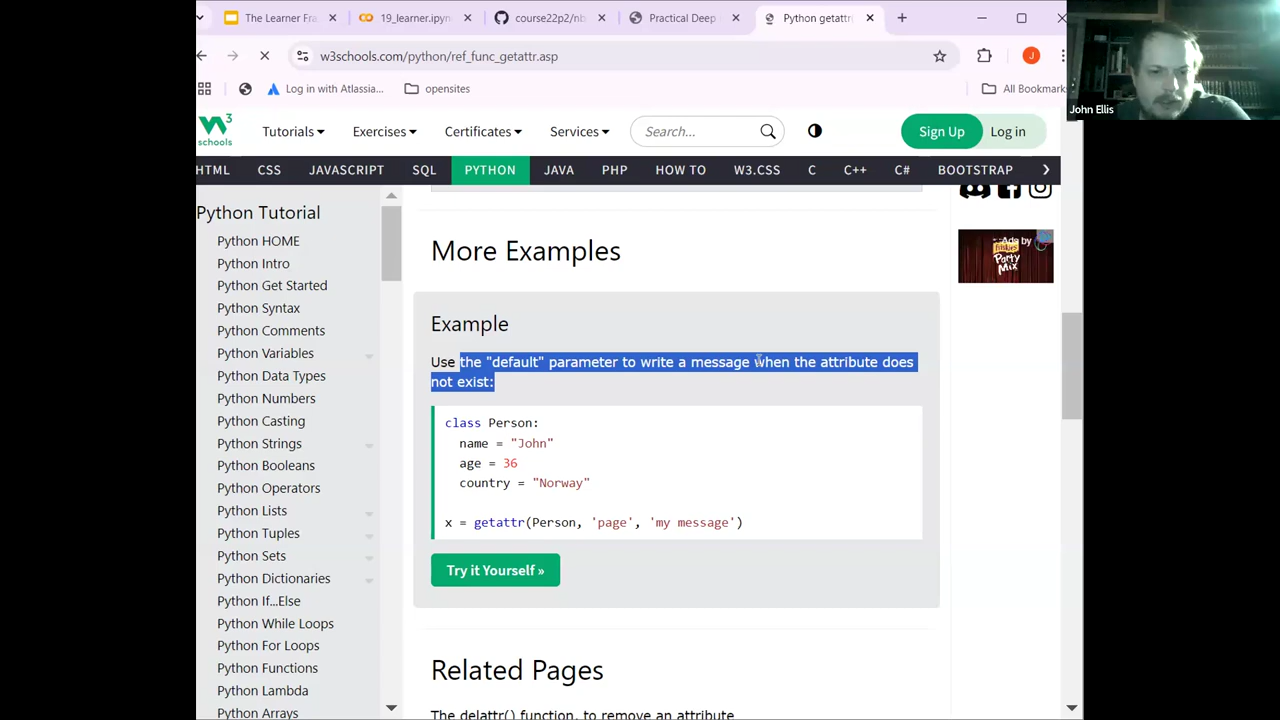 The Learner Fra
19_learner.ipyn
course22p2/nb
Practical Deep
Python getattr
w3schools.com/python/ref_func_getattr.asp
J
Log in with Atlassia...
opensites
All Bookmark
John Ellis
W3
schools
Tutorials
Exercises
Certificates
Services
Search...
Sign Up
Log in
HTML
CSS
JAVASCRIPT
SQL
PYTHON
JAVA
PHP
HOW TO
W3.CSS
C
C++
C#
BOOTSTRAP
Python Tutorial
Python HOME
Python Intro
Python Get Started
Python Syntax
Python Comments
Python Variables
Python Data Types
Python Numbers
Python Casting
Python Strings
Python Booleans
Python Operators
Python Lists
Python Tuples
Python Sets
Python Dictionaries
Python If...Else
Python While Loops
Python For Loops
Python Functions
Python Lambda
Python Arrays
More Examples
Example
Use the "default" parameter to write a message when the attribute does
not exist:
class Person:
name = "John"
age = 36
country = "Norway"
x = getattr(Person, 'page', 'my message')
Try it Yourself »
Related Pages
The delattr() function, to remove an attribute
Ads by
Party
Mix